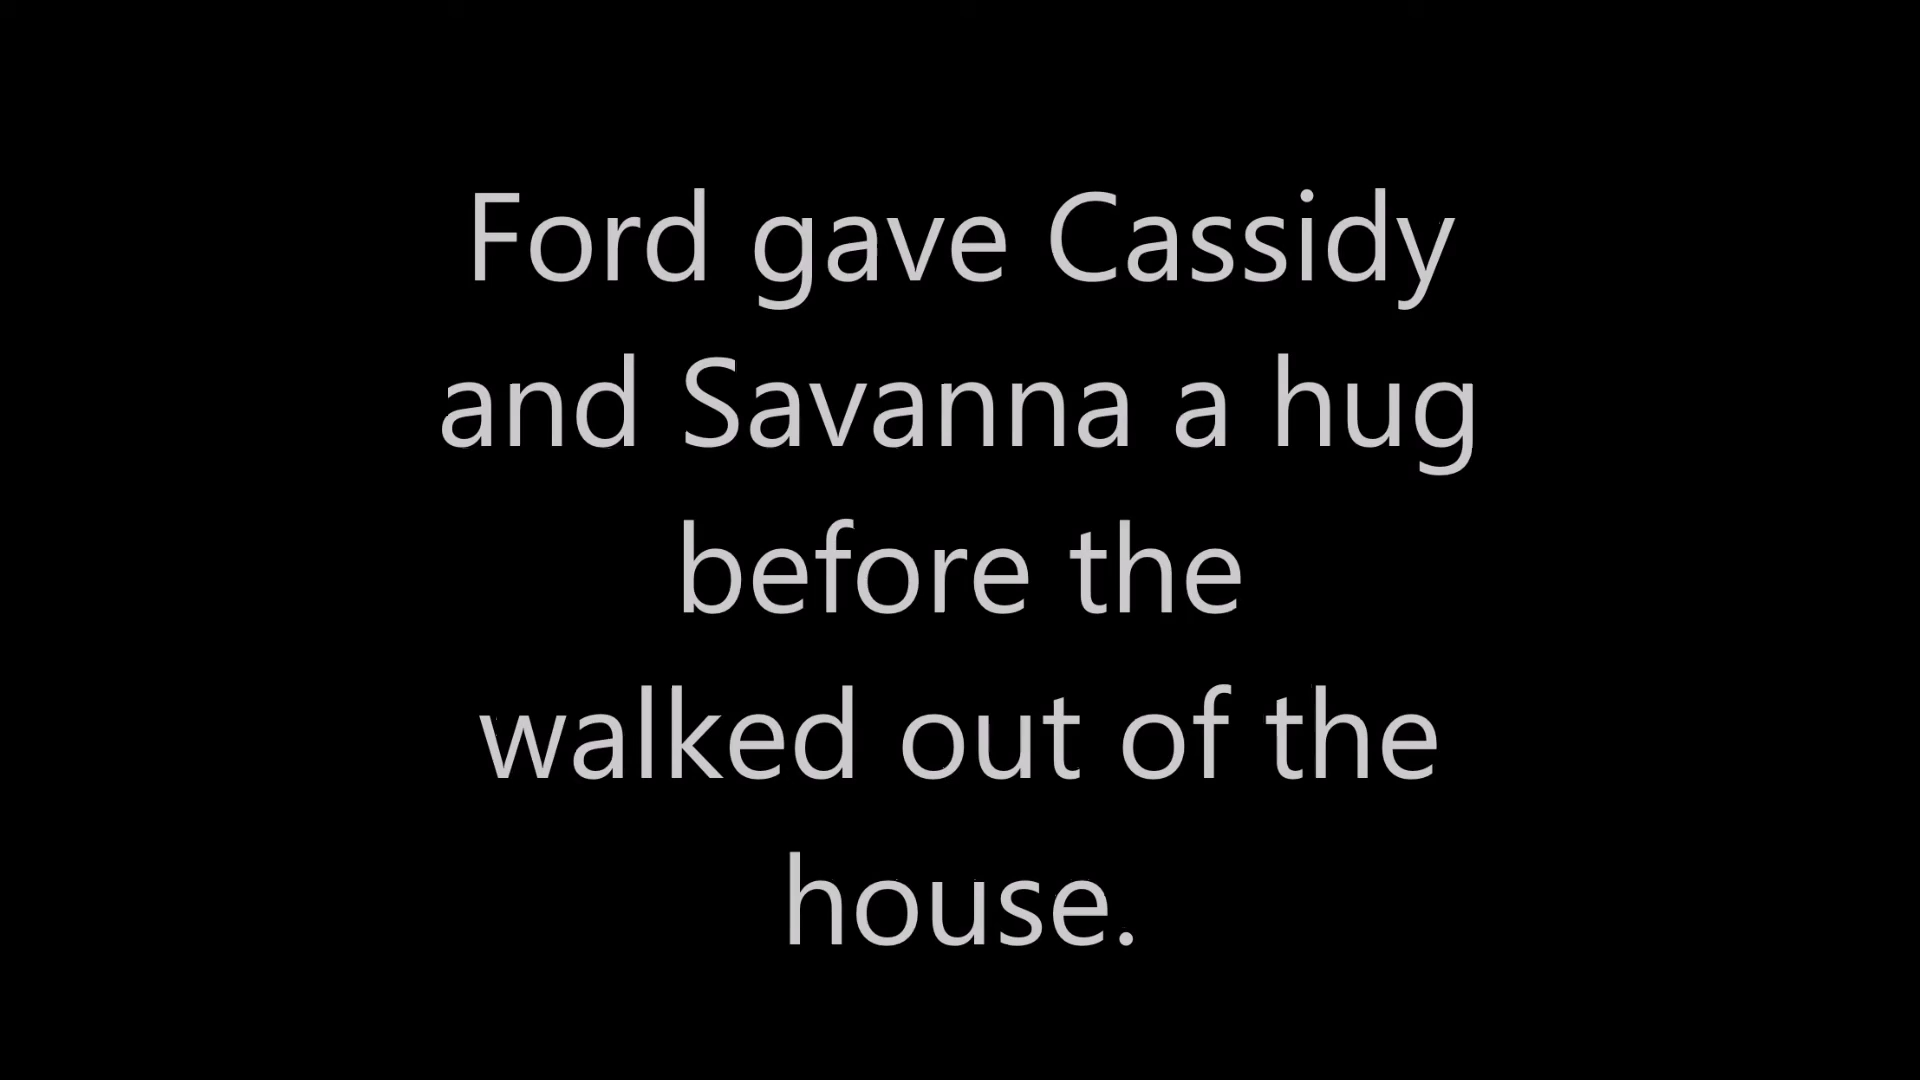 Ford gave Cassidy
and Savanna a hug
before the
walked out of the
house.